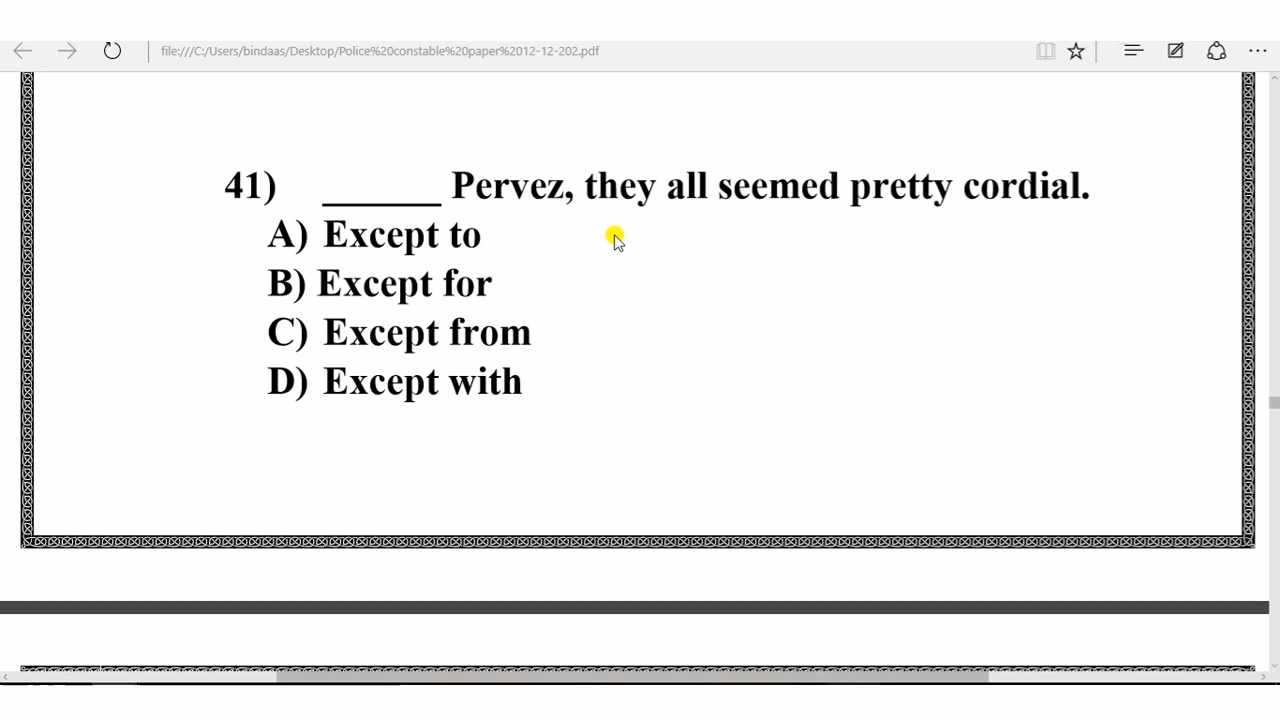 file:///C:/Users/bindaas/Desktop/Police%20constable%20paper%2012-12-202.pdf
41) ______ Pervez, they all seemed pretty cordial.
A) Except to
B) Except for
C) Except from
D) Except with